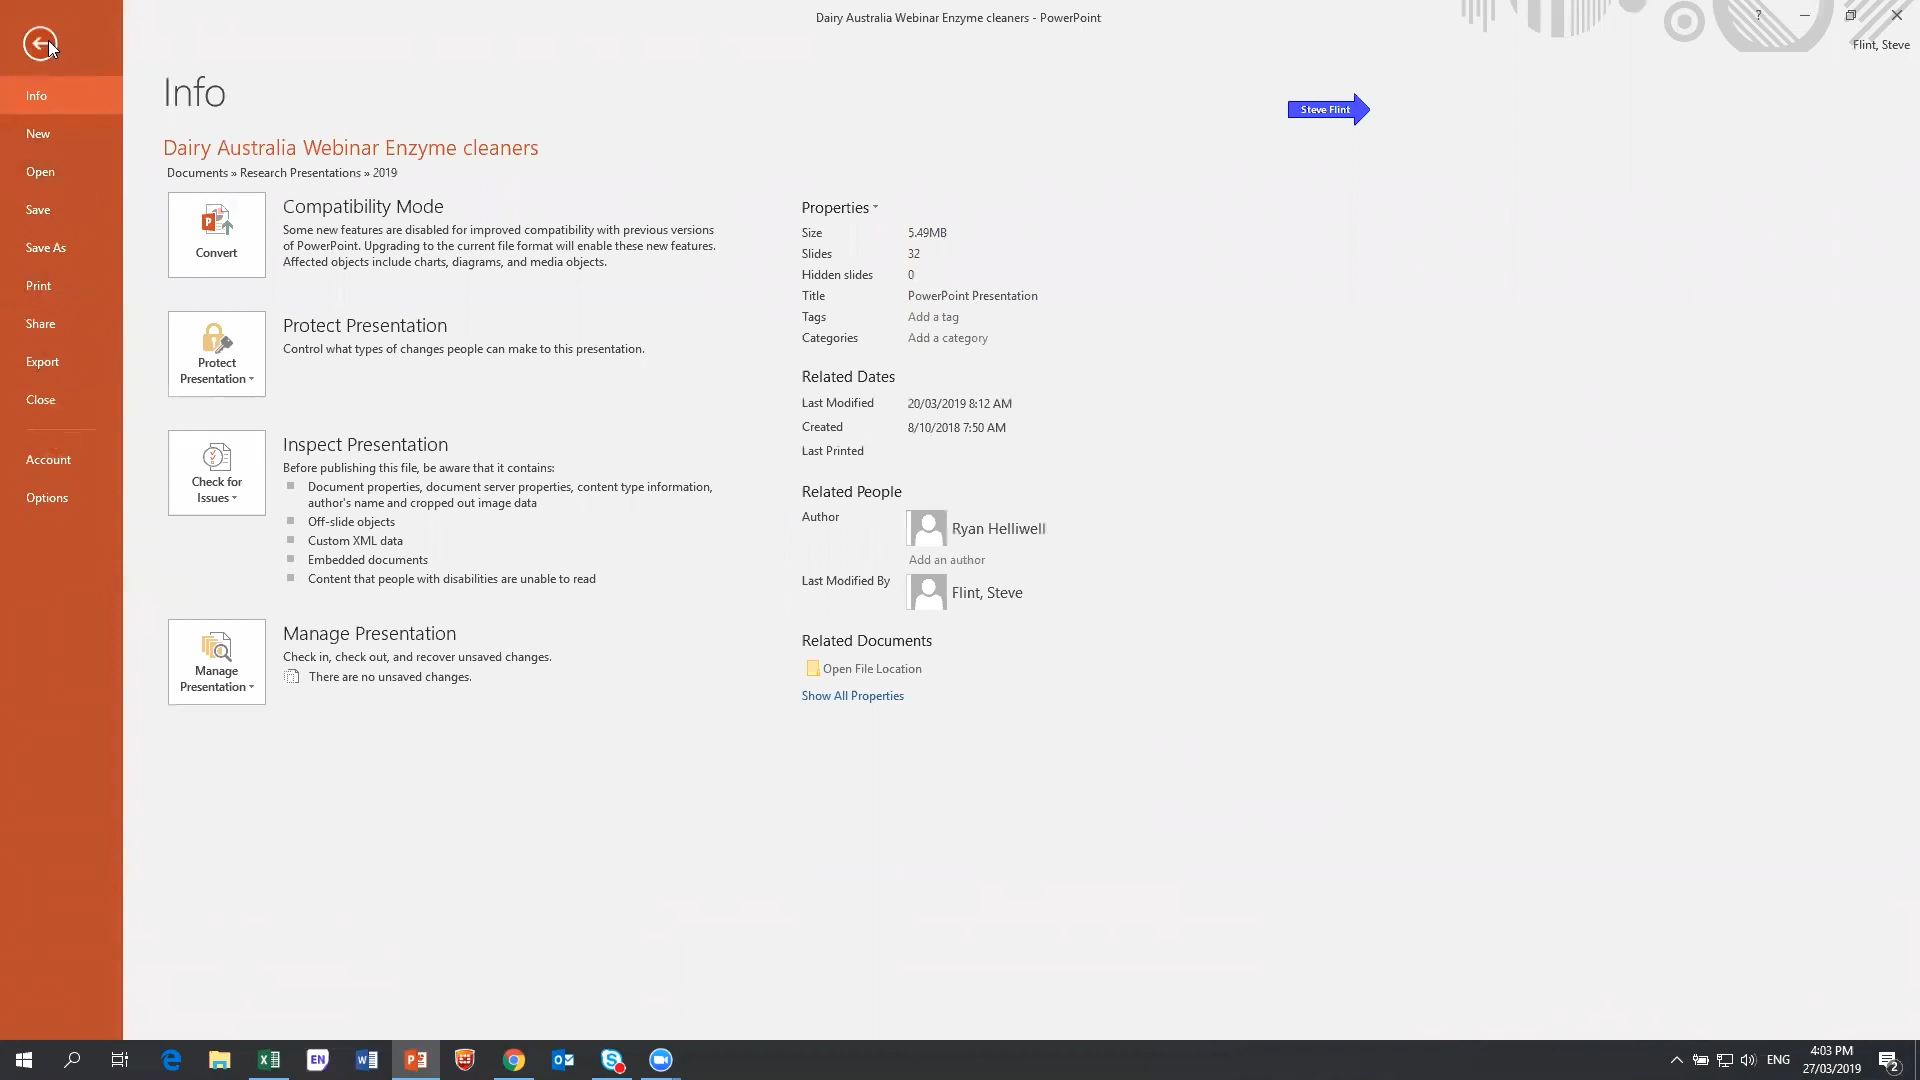 Dairy Australia Webinar Enzyme cleaners - PowerPoint
?
Flint, Steve
Info
New
Open
Save
Save As
Print
Share
Export
Close
Account
Options
Info
Steve Flint
Dairy Australia Webinar Enzyme cleaners
Documents » Research Presentations » 2019
Convert
Compatibility Mode
Some new features are disabled for improved compatibility with previous versions
of PowerPoint. Upgrading to the current file format will enable these new features.
Affected objects include charts, diagrams, and media objects.
Protect
Presentation
Protect Presentation
Control what types of changes people can make to this presentation.
Check for
Issues
Inspect Presentation
Before publishing this file, be aware that it contains:
Document properties, document server properties, content type information,
author's name and cropped out image data
Off-slide objects
Custom XML data
Embedded documents
Content that people with disabilities are unable to read
Manage
Presentation
Manage Presentation
Check in, check out, and recover unsaved changes.
There are no unsaved changes.
Properties
Size 5.49MB
Slides 32
Hidden slides 0
Title PowerPoint Presentation
Tags Add a tag
Categories Add a category
Related Dates
Last Modified 20/03/2019 8:12 AM
Created 8/10/2018 7:50 AM
Last Printed
Related People
Author Ryan Helliwell
Add an author
Last Modified By Flint, Steve
Related Documents
Open File Location
Show All Properties
EN
ENG
4:03 PM
27/03/2019
2